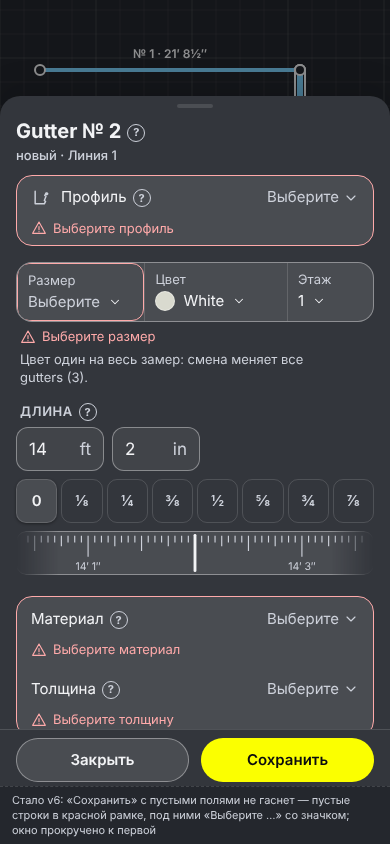 № 1 · 21′ 8½″
Gutter № 2 ?
новый · Линия 1
Профиль ? Выберите
Выберите профиль
Размер Цвет Этаж
Выберите White 1
Выберите размер
Цвет один на весь замер: смена меняет все
gutters (3).
ДЛИНА ?
14 ft 2 in
0 ⅛ ¼ ⅜ ½ ⅝ ¾ ⅞
14′ 1″ 14′ 3″
Материал ? Выберите
Выберите материал
Толщина ? Выберите
Выберите толщину
Закрыть Сохранить
Стало v6: «Сохранить» с пустыми полями не гаснет — пустые
строки в красной рамке, под ними «Выберите ...» со значком;
окно прокручено к первой